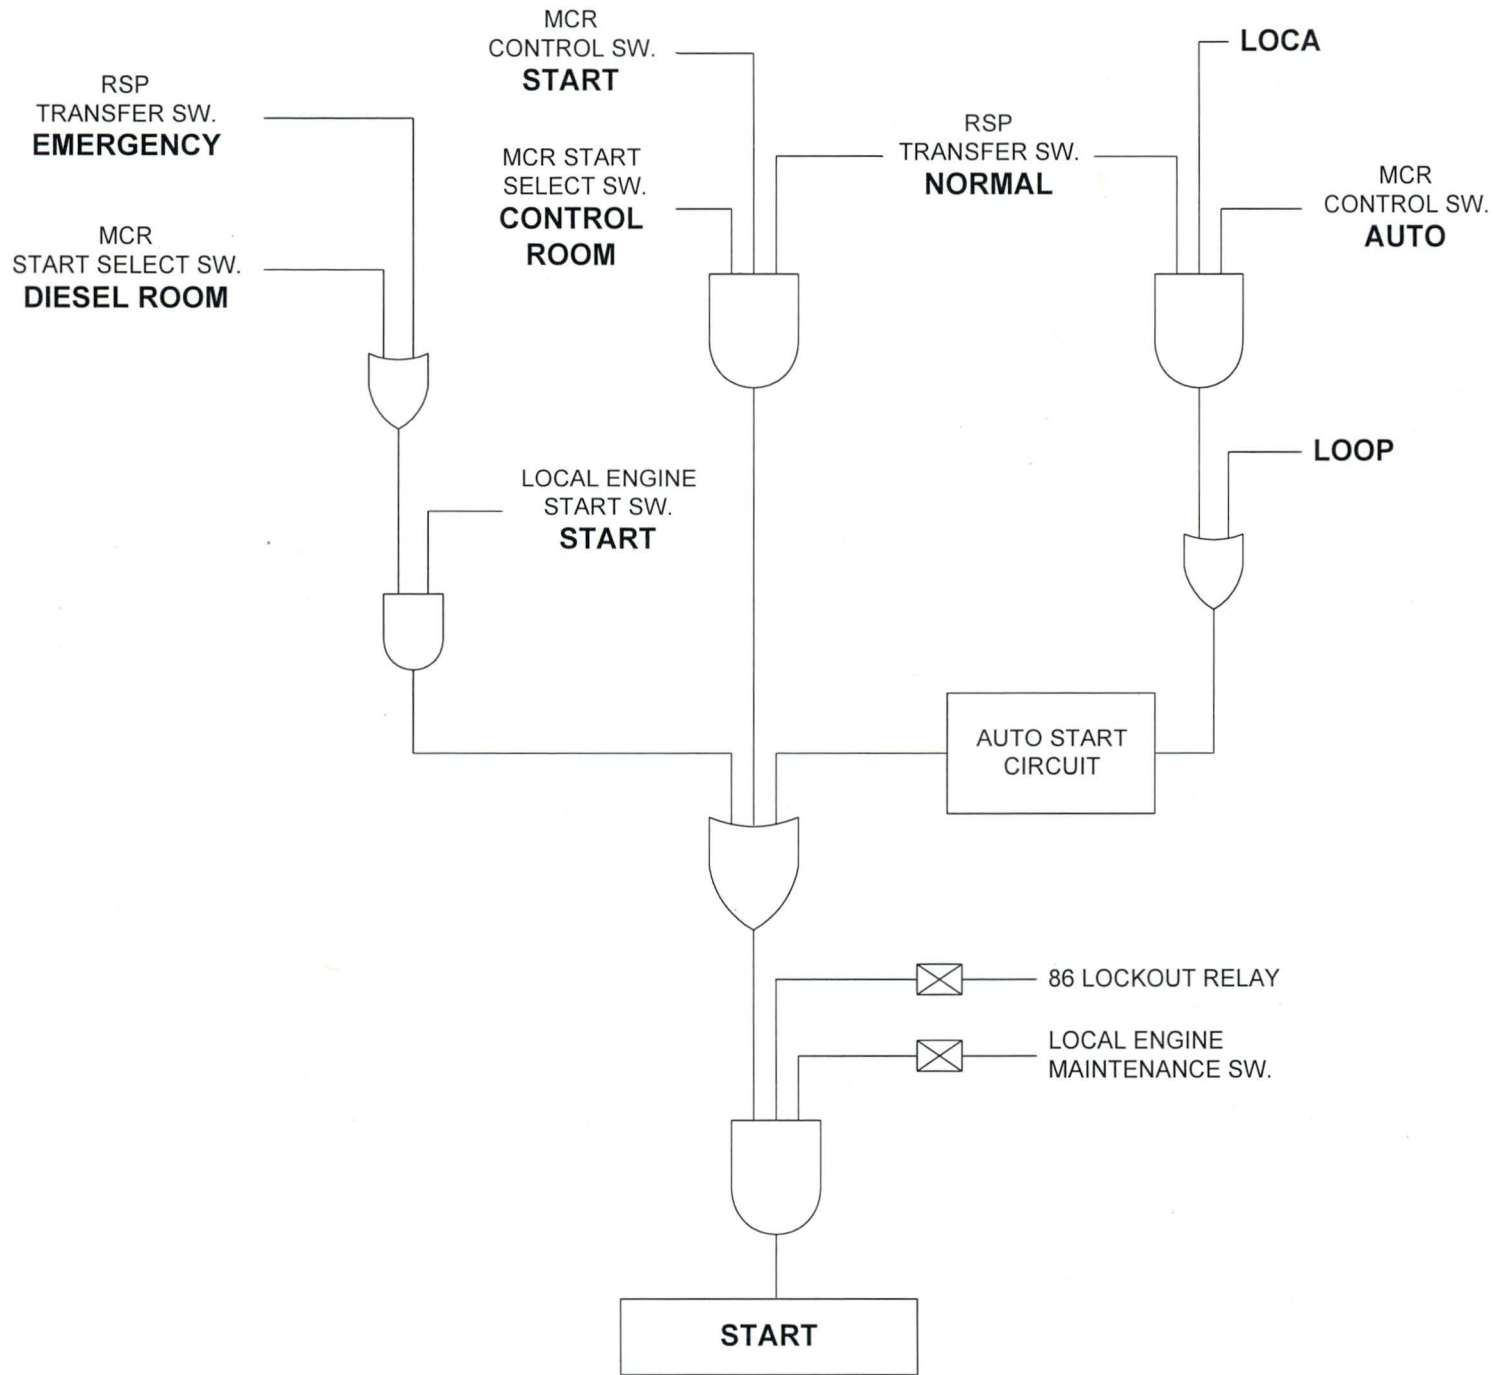 MCR
CONTROL SW.
START
LOCA
RSP
TRANSFER SW.
EMERGENCY
MCR START
SELECT SW.
CONTROL
ROOM
RSP
TRANSFER SW.
NORMAL
MCR
CONTROL SW.
AUTO
MCR
START SELECT SW.
DIESEL ROOM
LOOP
LOCAL ENGINE
START SW.
START
AUTO START
CIRCUIT
86 LOCKOUT RELAY
LOCAL ENGINE
MAINTENANCE SW.
START